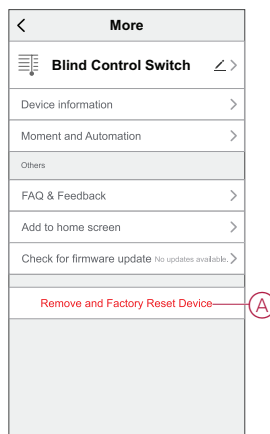 More
Blind Control Switch
Device information
Moment and Automation
Others
FAQ & Feedback
Add to home screen
Check for firmware update No updates available.
Remove and Factory Reset Device
A